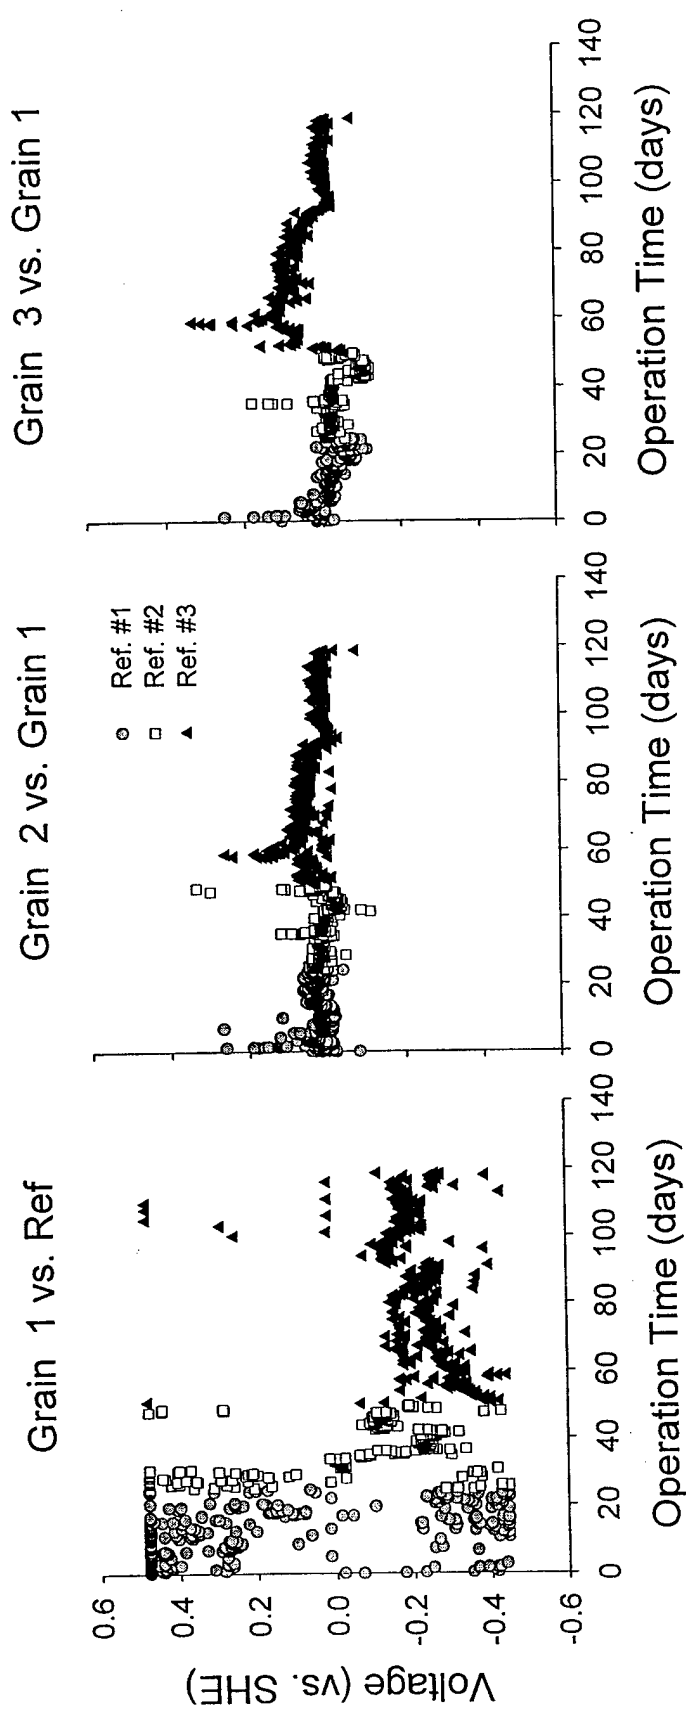 Grain 1 vs. Ref
Grain 2 vs. Grain 1
Grain 3 vs. Grain 1
Ref. #1
Ref. #2
Ref. #3
Voltage (vs. SHE)
0.6
0.4
0.2
0.0
-0.2
-0.4
-0.6
0 20 40 60 80 100 120 140
0 20 40 60 80 100 120 140
0 20 40 60 80 100 120 140
Operation Time (days)
Operation Time (days)
Operation Time (days)